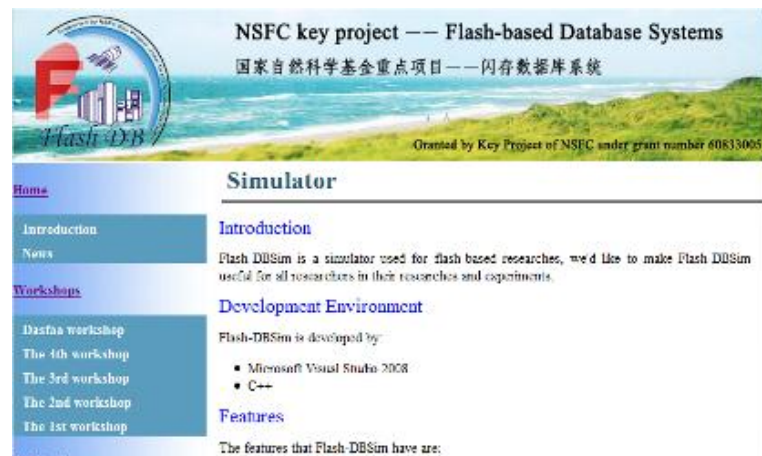 NSFC key project —— Flash-based Database Systems
国家自然科学基金重点项目——闪存数据库系统
Flash DB
Granted by Key Project of NSFC under grant number 60833005
Home
Introduction
News
Workshops
Dasfaa workshop
The 4th workshop
The 3rd workshop
The 2nd workshop
The 1st workshop
Simulator
Introduction
Flash DBSim is a simulator used for flash based researches, we'd like to make Flash DBSim
useful for all researchers in their researches and experiments.
Development Environment
Flash-DBSim is developed by:
Microsoft Visual Studio 2008
C++
Features
The features that Flash-DBSim have are: